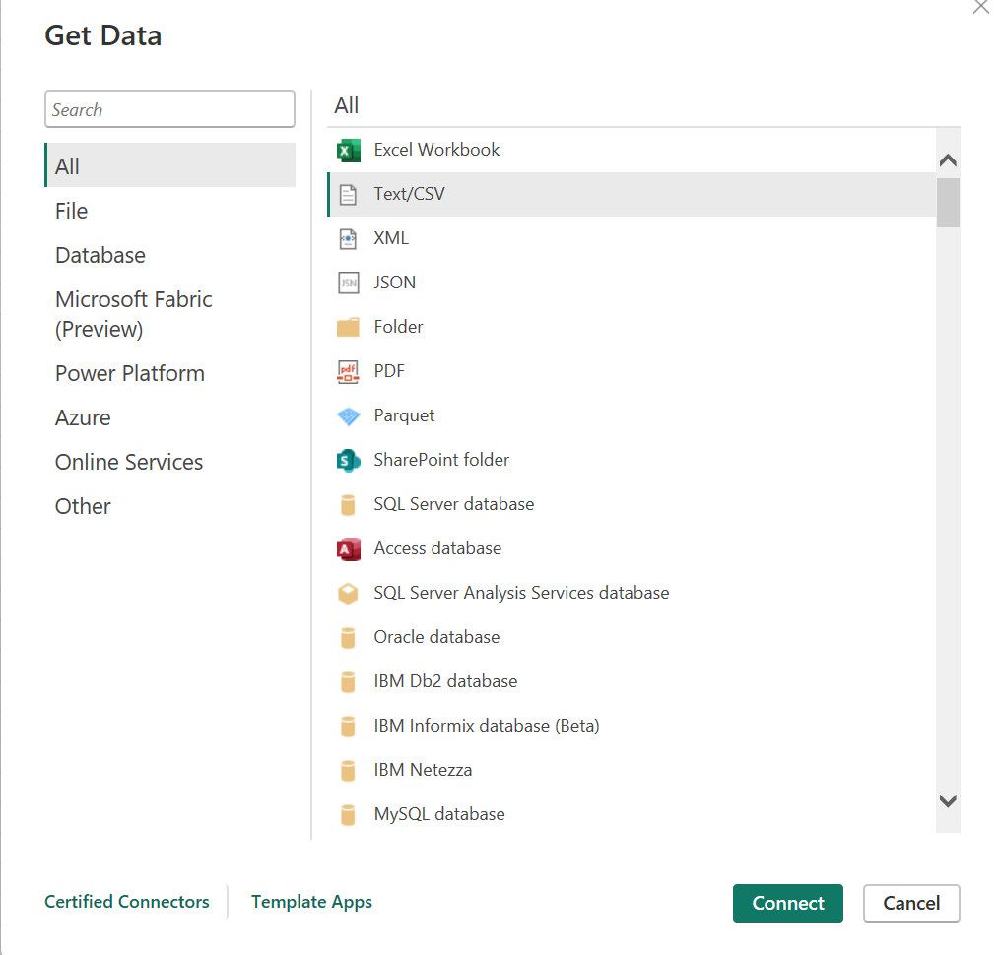 Get Data
Search
All
File
Database
Microsoft Fabric
(Preview)
Power Platform
Azure
Online Services
Other
All
Excel Workbook
Text/CSV
XML
JSON
Folder
PDF
Parquet
SharePoint folder
SQL Server database
Access database
SQL Server Analysis Services database
Oracle database
IBM Db2 database
IBM Informix database (Beta)
IBM Netezza
MySQL database
Certified Connectors
Template Apps
Connect
Cancel